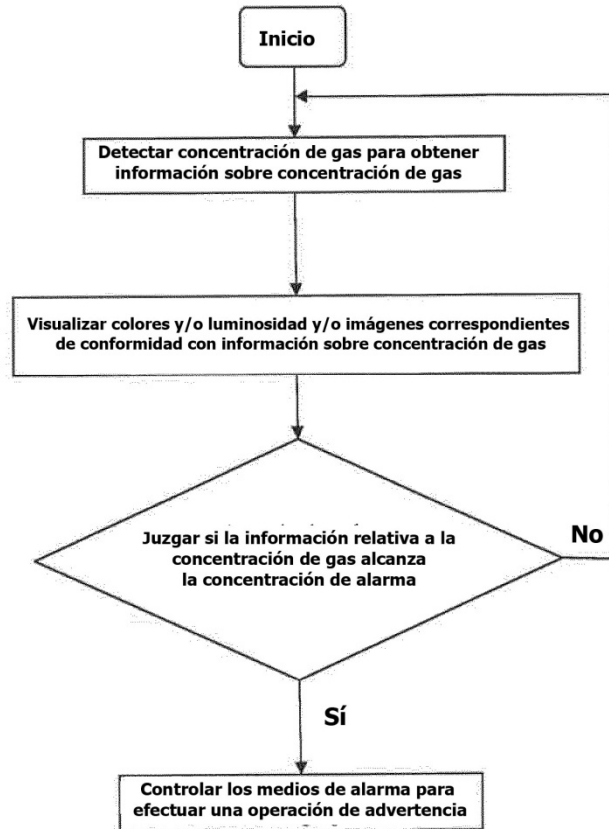 Inicio
Detectar concentración de gas para obtener
información sobre concentración de gas
Visualizar colores y/o luminosidad y/o imágenes correspondientes
de conformidad con información sobre concentración de gas
Juzgar si la información relativa a la
concentración de gas alcanza
la concentración de alarma
No
Sí
Controlar los medios de alarma para
efectuar una operación de advertencia